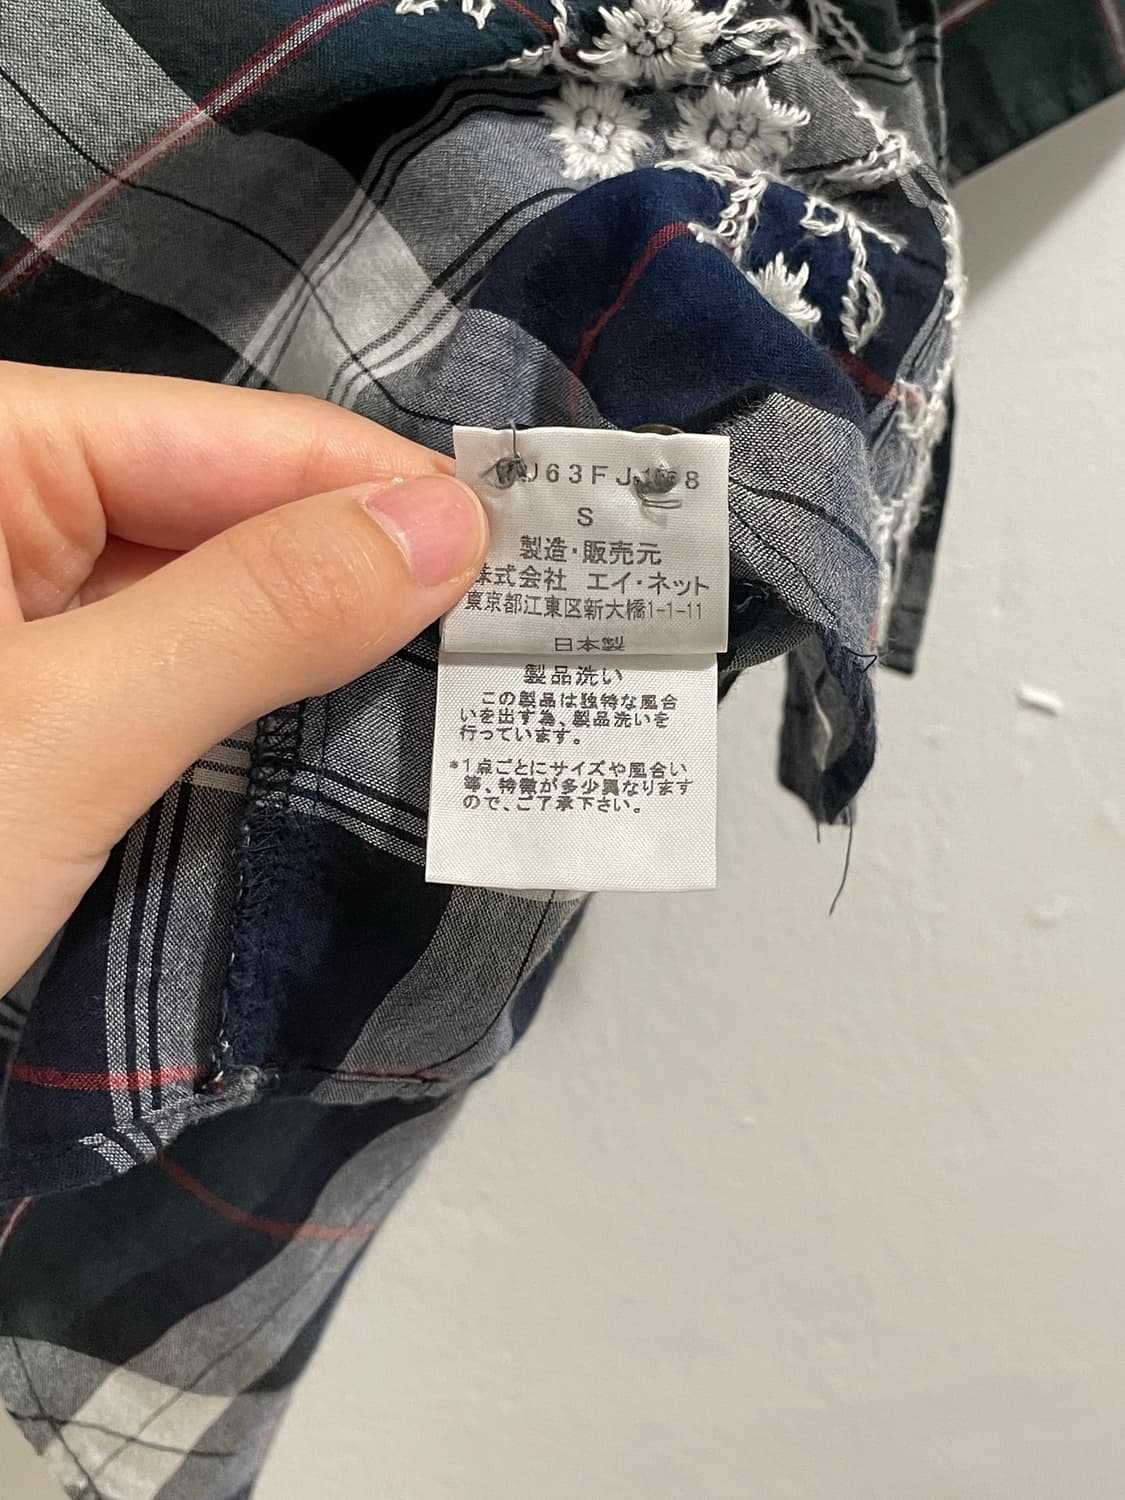 J63FJ
S
製造・販売元
株式会社 エイ・ネット
東京都江東区新大橋1-1-11
日本製
製品洗い
この製品は独特な風合
いを出す為、製品洗いを
行っています。
*1点ごとにサイズや風合い
等、特徴が多少異なります
ので、ご了承下さい。